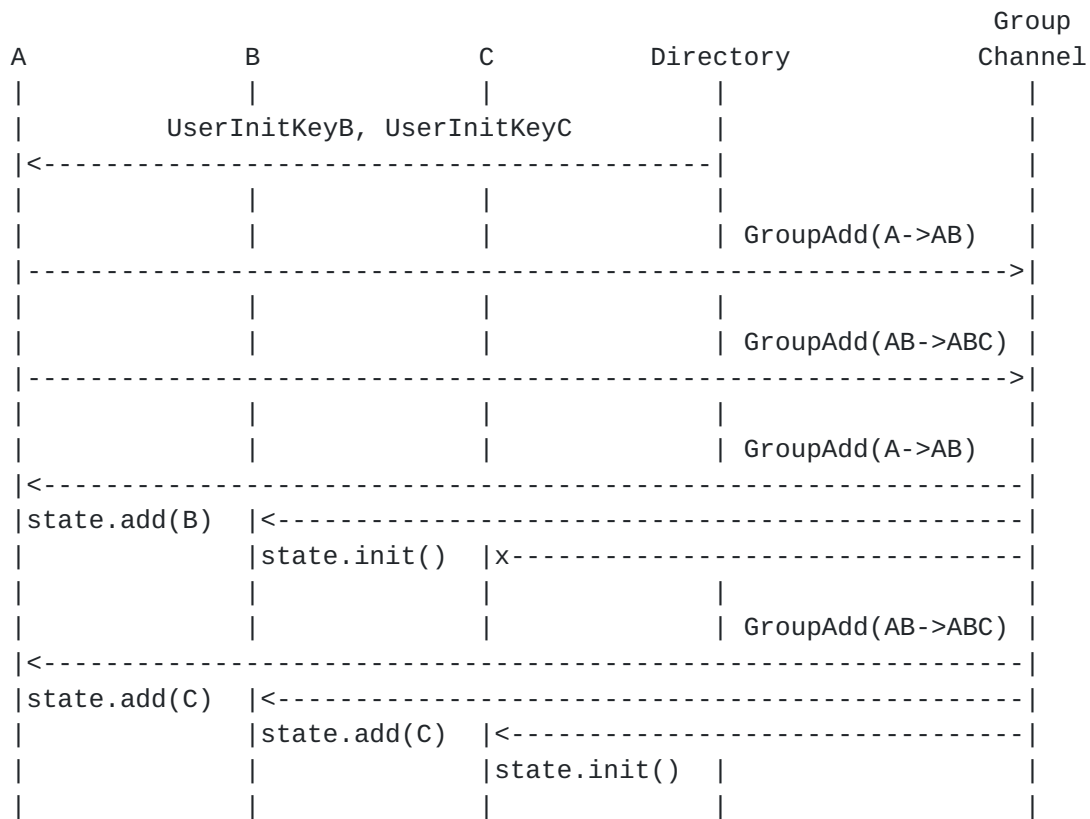 Group
A              B              C          Directory            Channel
|              |              |              |                   |
|         UserInitKeyB, UserInitKeyC         |                   |
|<-------------------------------------------|                   |
|              |              |              |                   |
|              |              |              | GroupAdd(A->AB)   |
|--------------------------------------------------------------->|
|              |              |              |                   |
|              |              |              | GroupAdd(AB->ABC) |
|--------------------------------------------------------------->|
|              |              |              |                   |
|              |              |              | GroupAdd(A->AB)   |
|<---------------------------------------------------------------|
|state.add(B)  |<------------------------------------------------|
|              |state.init()  |x---------------------------------|
|              |              |              |                   |
|              |              |              | GroupAdd(AB->ABC) |
|<---------------------------------------------------------------|
|state.add(C)  |<------------------------------------------------|
|              |state.add(C)  |<---------------------------------|
|              |              |state.init()  |                   |
|              |              |              |                   |